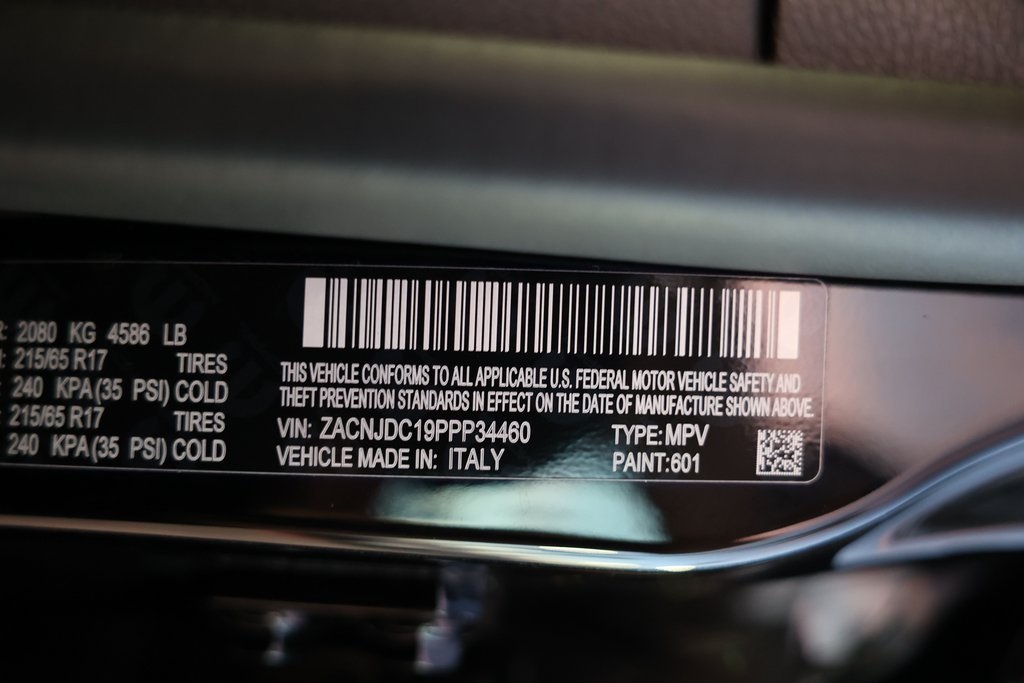 : 2080 KG 4586 LB
: 215/65 R17 TIRES
: 240 KPA(35 PSI) COLD
: 215/65 R17 TIRES
240 KPA(35 PSI) COLD
THIS VEHICLE CONFORMS TO ALL APPLICABLE U.S. FEDERAL MOTOR VEHICLE SAFETY AND
THEFT PREVENTION STANDARDS IN EFFECT ON THE DATE OF MANUFACTURE SHOWN ABOVE.
VIN: ZACNJDC19PPP34460 TYPE:MPV
VEHICLE MADE IN: ITALY PAINT:601